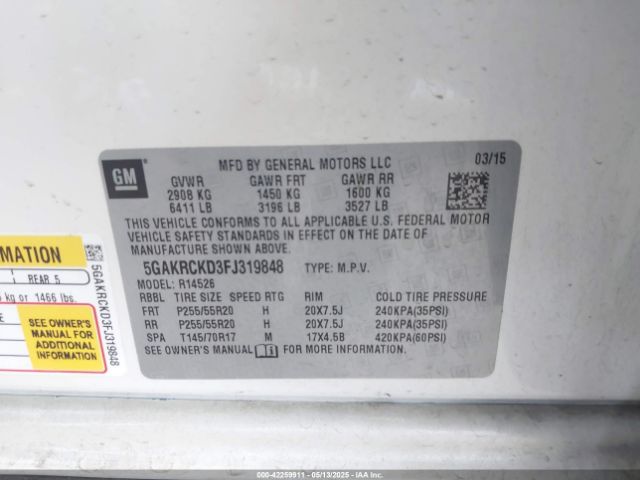 GM
MFD BY GENERAL MOTORS LLC 03/15
GVWR GAWR FRT GAWR RR
2908 KG 1450 KG 1600 KG
6411 LB 3196 LB 3527 LB
THIS VEHICLE CONFORMS TO ALL APPLICABLE U.S. FEDERAL MOTOR
VEHICLE SAFETY STANDARDS IN EFFECT ON THE DATE OF
MANUFACTURE SHOWN ABOVE.
5GAKRCKD3FJ319848 TYPE: M.P.V.
MODEL: R14526
RBBL TIRE SIZE SPEED RTG RIM COLD TIRE PRESSURE
FRT P255/55R20 H 20X7.5J 240KPA(35PSI)
RR P255/55R20 H 20X7.5J 240KPA(35PSI)
SPA T145/70R17 M 17X4.5B 420KPA(60PSI)
SEE OWNER'S MANUAL FOR MORE INFORMATION.
REAR 5
kg or 1466 lbs.
SEE OWNER'S
MANUAL FOR
ADDITIONAL
INFORMATION
5GAKRCKD3FJ319848
000-42259911 - 05/13/2025 - IAAI.COM